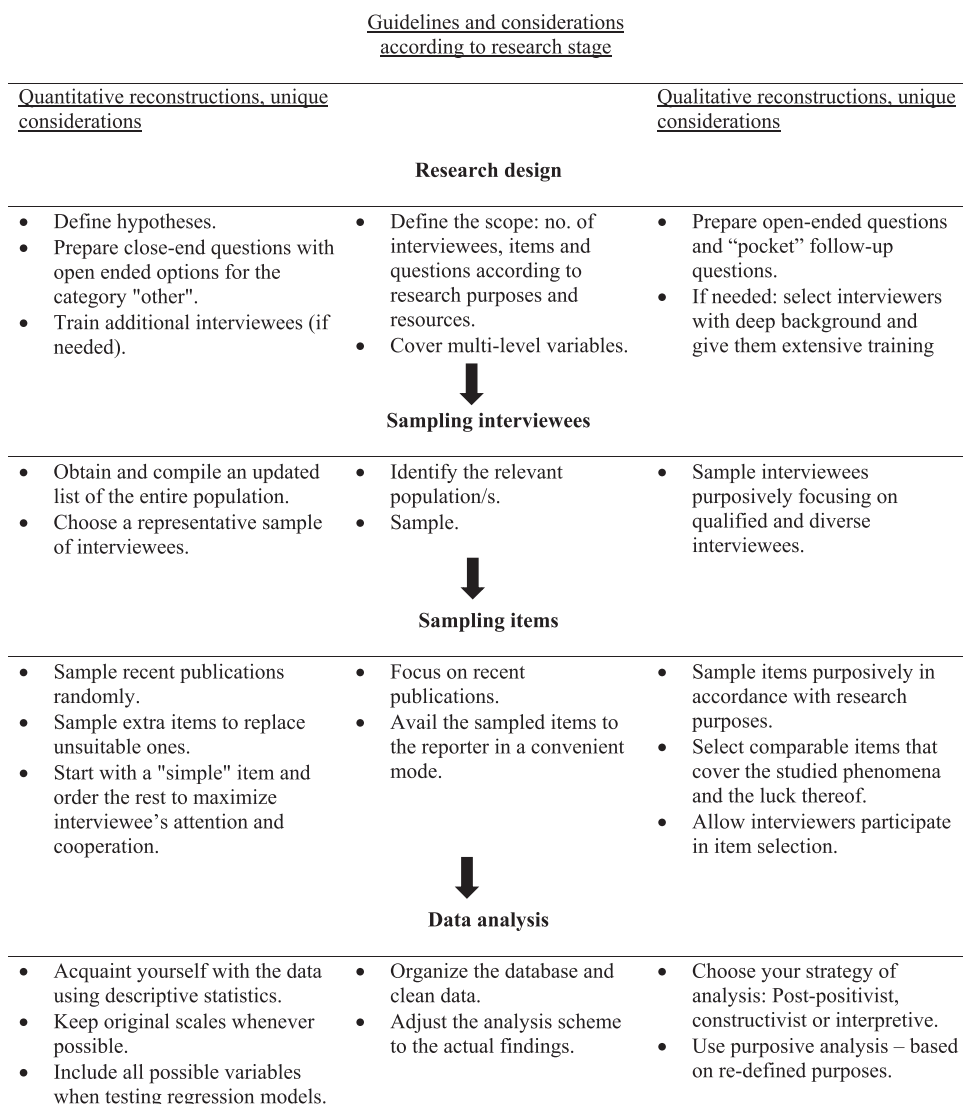 Guidelines and considerations
according to research stage
Quantitative reconstructions, unique
considerations
Qualitative reconstructions, unique
considerations
Research design
• Define hypotheses.
• Prepare close-end questions with
open ended options for the
category "other".
• Train additional interviewees (if
needed).
• Define the scope: no. of
interviewees, items and
questions according to
research purposes and
resources.
• Cover multi-level variables.
• Prepare open-ended questions
and “pocket” follow-up
questions.
• If needed: select interviewers
with deep background and
give them extensive training
Sampling interviewees
• Obtain and compile an updated
list of the entire population.
• Choose a representative sample
of interviewees.
• Identify the relevant
population/s.
• Sample.
• Sample interviewees
purposively focusing on
qualified and diverse
interviewees.
Sampling items
• Sample recent publications
randomly.
• Sample extra items to replace
unsuitable ones.
• Start with a "simple" item and
order the rest to maximize
interviewee’s attention and
cooperation.
• Focus on recent
publications.
• Avail the sampled items to
the reporter in a convenient
mode.
• Sample items purposively in
accordance with research
purposes.
• Select comparable items that
cover the studied phenomena
and the luck thereof.
• Allow interviewers participate
in item selection.
Data analysis
• Acquaint yourself with the data
using descriptive statistics.
• Keep original scales whenever
possible.
• Include all possible variables
when testing regression models.
• Organize the database and
clean data.
• Adjust the analysis scheme
to the actual findings.
• Choose your strategy of
analysis: Post-positivist,
constructivist or interpretive.
• Use purposive analysis – based
on re-defined purposes.